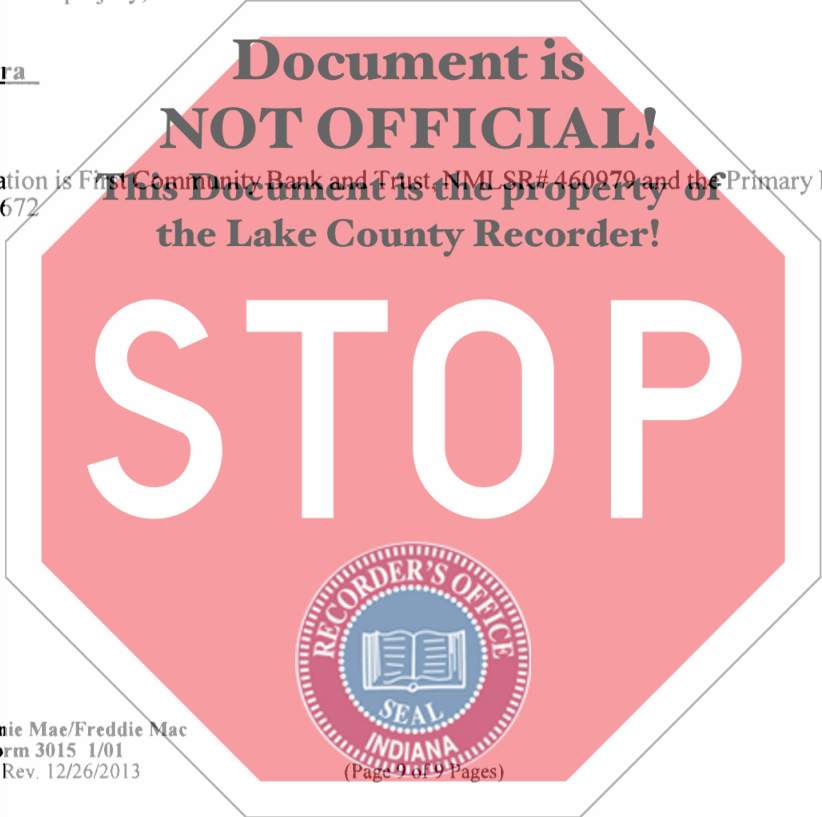 ra
Document is
NOT OFFICIAL!
ation is First Community Bank and Trust, NMLSR# 460979 and the Primary
This Document is the property of
672
the Lake County Recorder!
STOP
RECORDER'S OFFICE
SEAL
INDIANA
nie Mae/Freddie Mac
rm 3015 1/01
Rev. 12/26/2013
(Page 9 of 9 Pages)